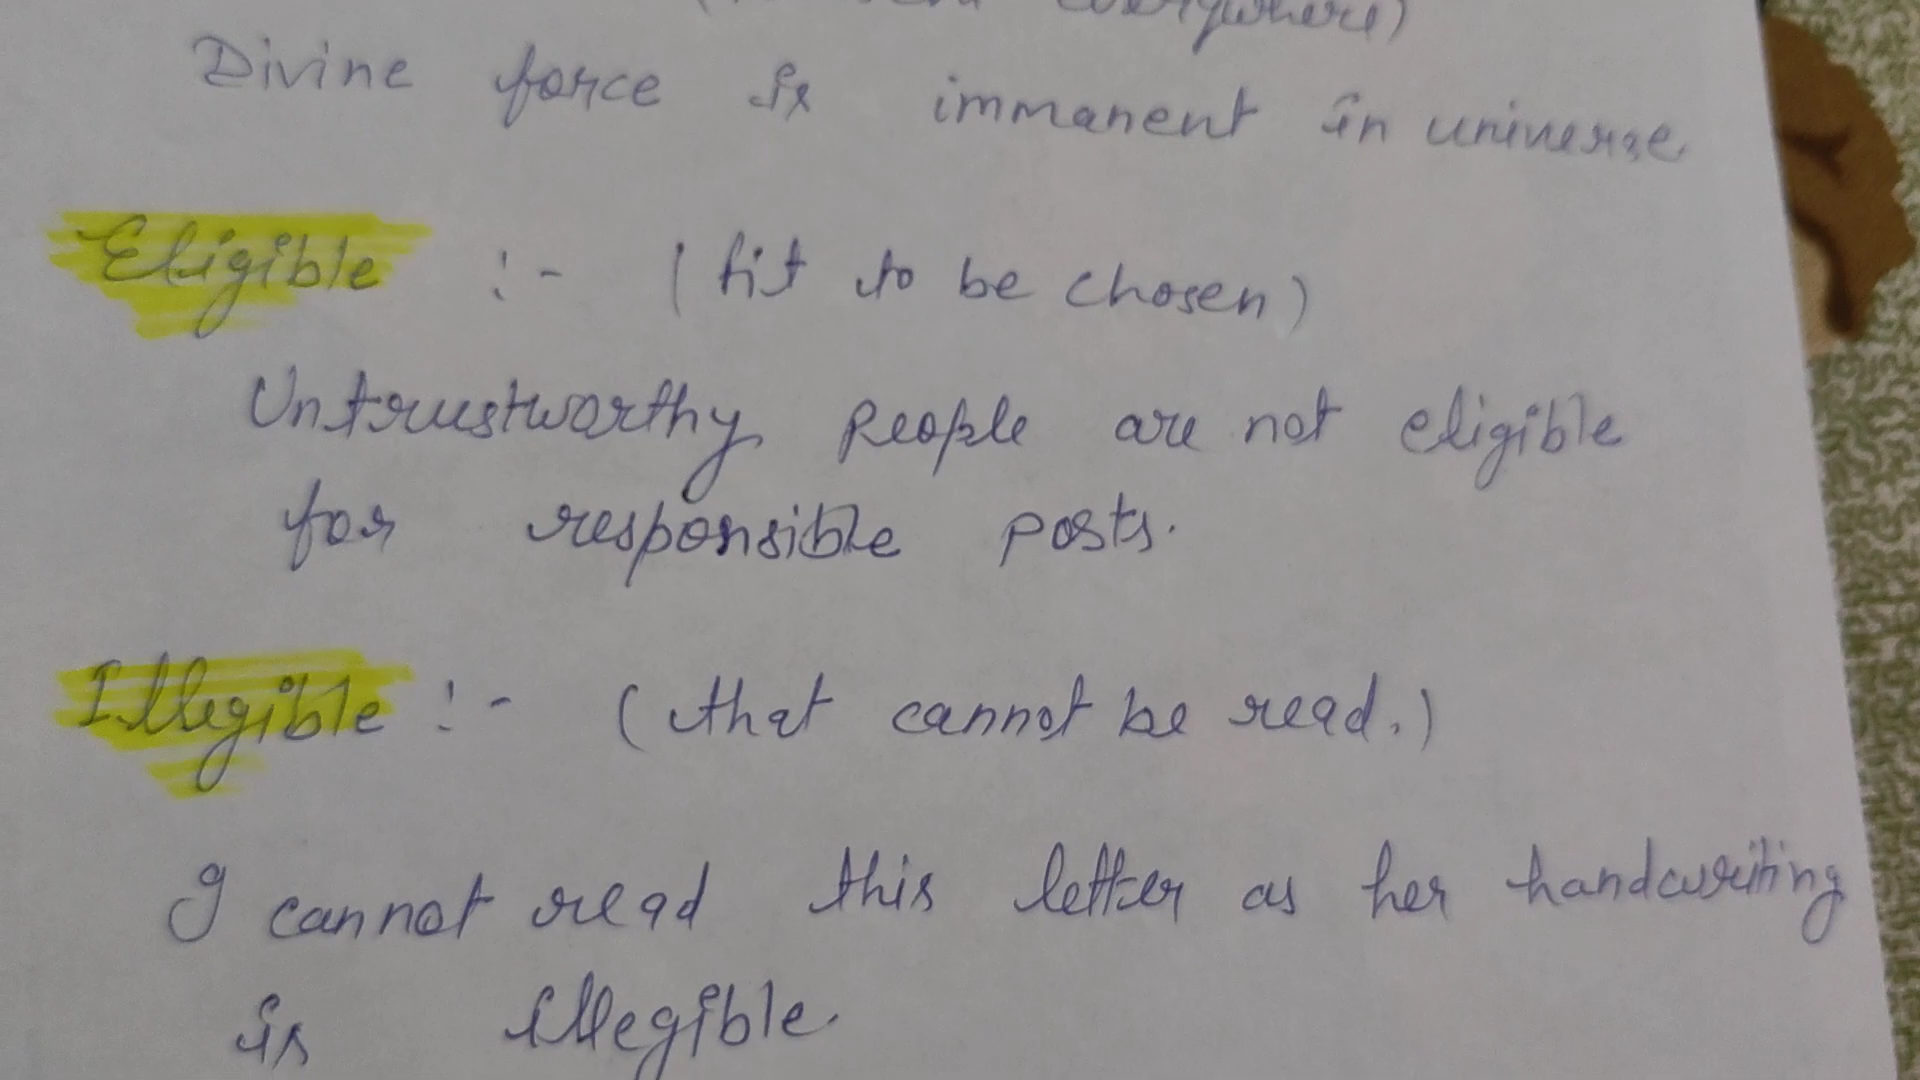 everywhere)
Divine force is immanent in universe
Eligible :- (fit to be chosen)
Untrustworthy people are not eligible
for responsible posts.
Illegible :- (that cannot be read.)
I cannot read this letter as her handwriting
is illegible.